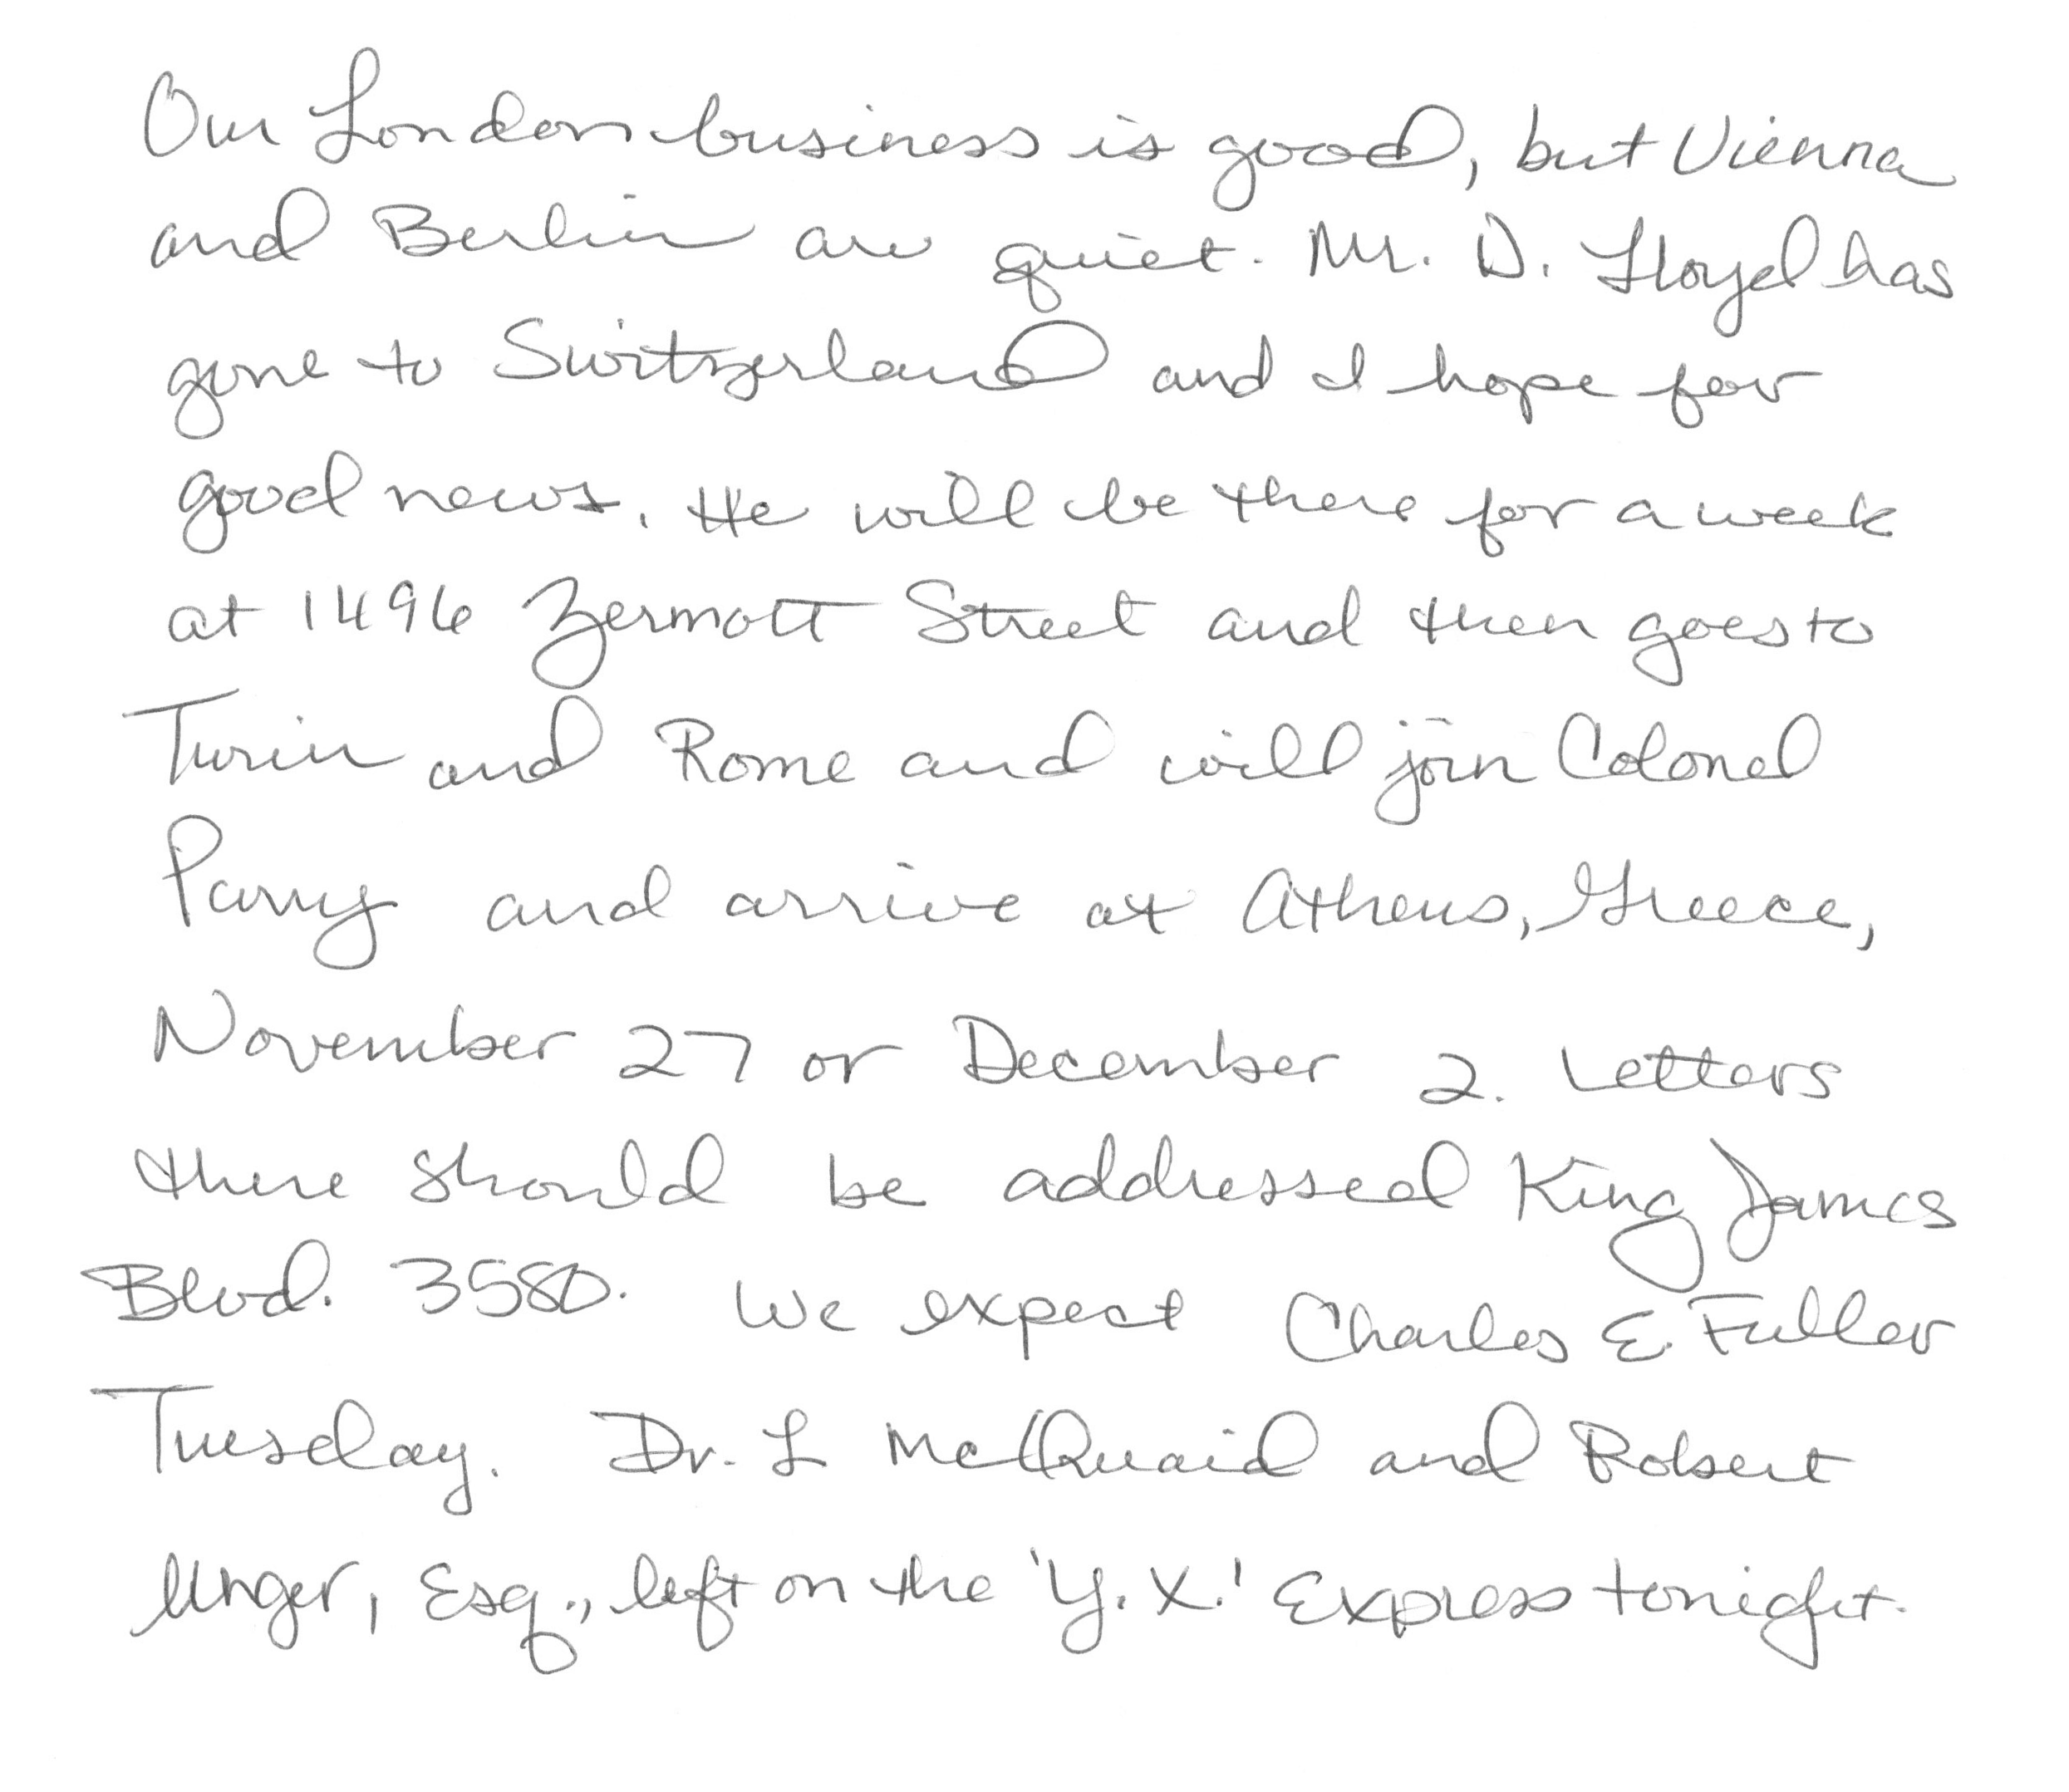 Our London business is good, but Vienna
and Berlin are quiet. Mr. D. Lloyd has
gone to Switzerland and I hope for
good news. He will be there for a week
at 1496 Zermott Street and then goes to
Turin and Rome and will join Colonel
Parry and arrive at Athens, Greece,
November 27 or December 2. Letters
there should be addressed King James
Blvd. 3580. We expect Charles E. Fuller
Tuesday. Dr. L McQuaid and Robert
Unger, Esq., left on the 'Y.X.' Express tonight.